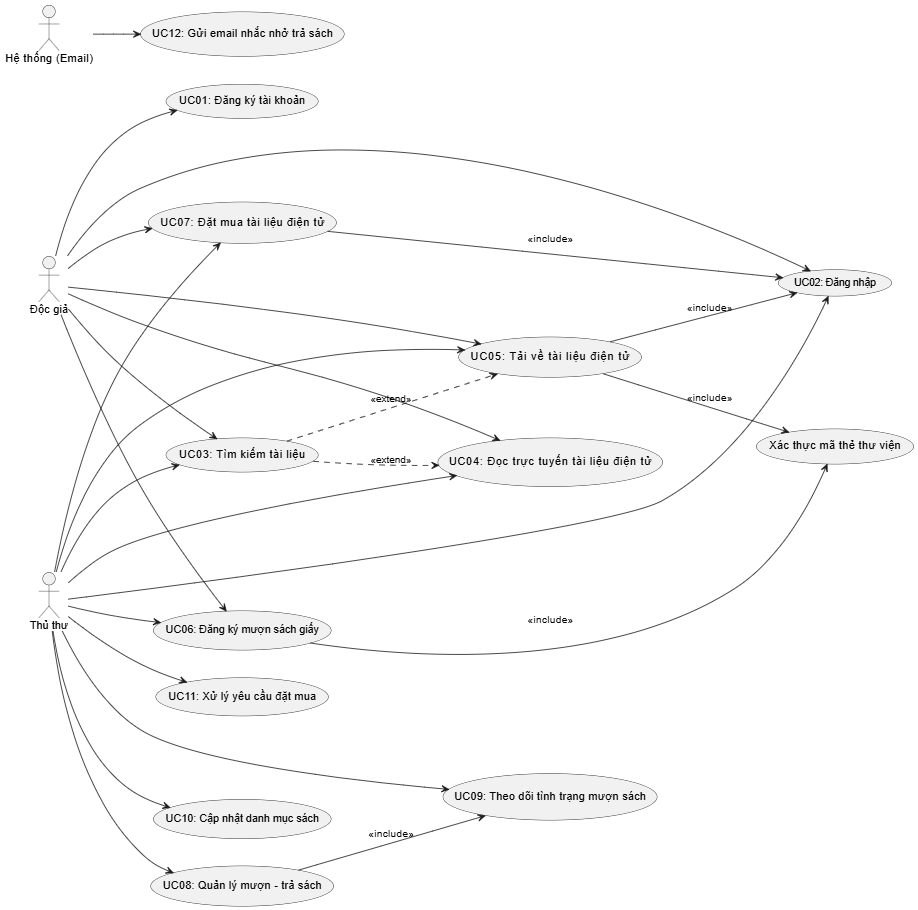 UC12: Gửi email nhắc nhở trả sách
Hệ thống (Email)
UC01: Đăng ký tài khoản
UC07: Đặt mua tài liệu điện tử
«include»
UC02: Đăng nhập
Độc giả
«include»
UC05: Tải về tài liệu điện tử
«extend»
«include»
UC03: Tìm kiếm tài liệu
«extend»
UC04: Đọc trực tuyến tài liệu điện tử
Xác thực mã thẻ thư viện
Thủ thư
UC06: Đăng ký mượn sách giấy
«include»
UC11: Xử lý yêu cầu đặt mua
UC09: Theo dõi tình trạng mượn sách
UC10: Cập nhật danh mục sách
«include»
UC08: Quản lý mượn - trả sách